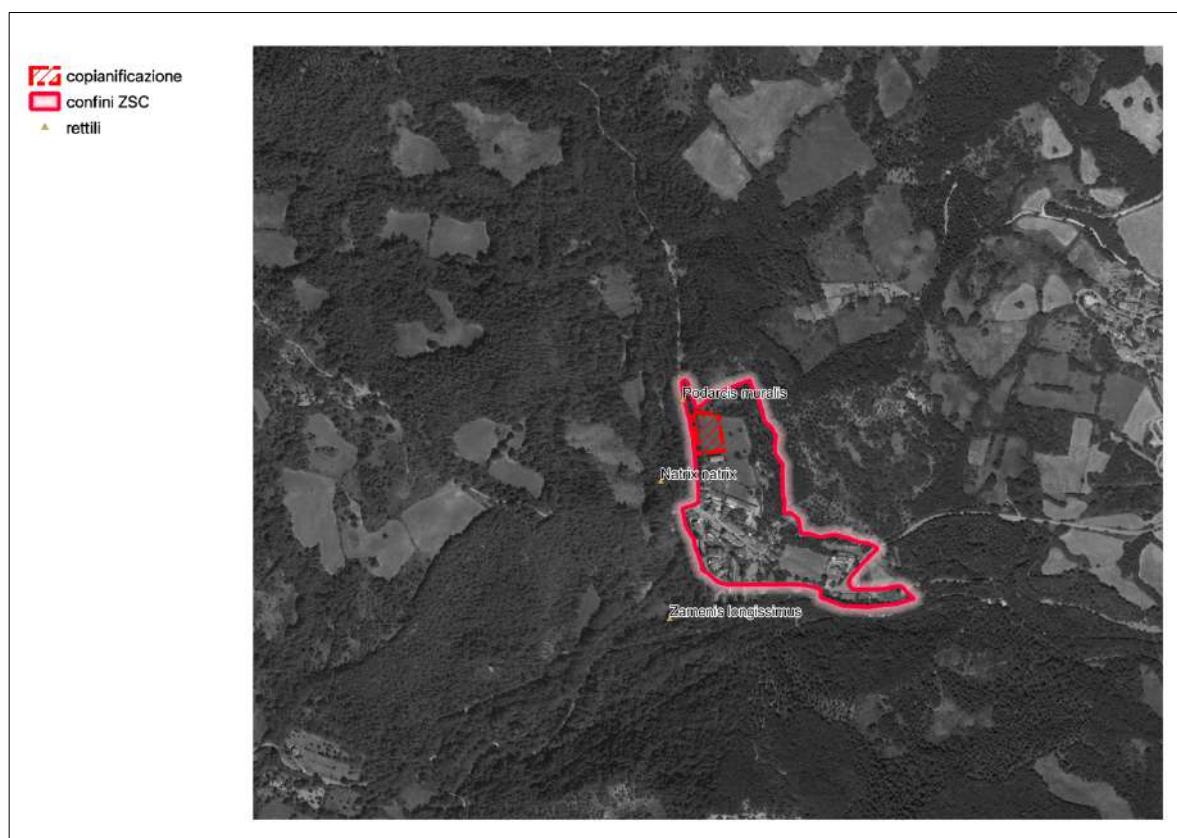 copianificazione
confini ZSC
rettili
Podarcis muralis
Natrix natrix
Zamenis longissimus